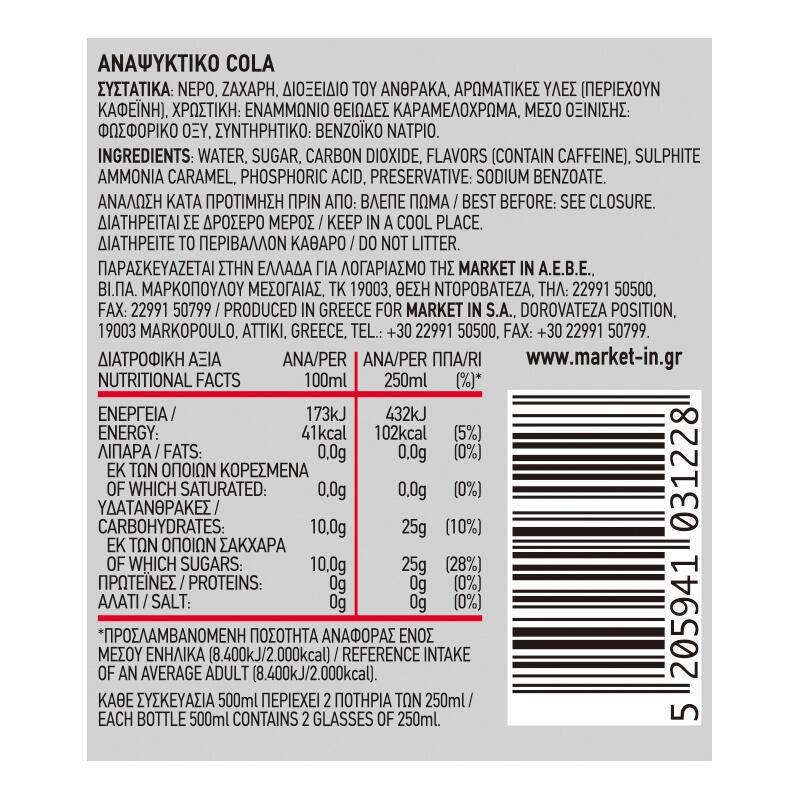 ΑΝΑΨΥΚΤΙΚΟ COLA
ΣΥΣΤΑΤΙΚΑ: ΝΕΡΟ, ΖΑΧΑΡΗ, ΔΙΟΞΕΙΔΙΟ ΤΟΥ ΑΝΘΡΑΚΑ, ΑΡΩΜΑΤΙΚΕΣ ΥΛΕΣ (ΠΕΡΙΕΧΟΥΝ
ΚΑΦΕΪΝΗ), ΧΡΩΣΤΙΚΗ: ΕΝΑΜΜΩΝΙΟ ΘΕΙΩΔΕΣ ΚΑΡΑΜΕΛΟΧΡΩΜΑ, ΜΕΣΟ ΟΞΙΝΙΣΗΣ:
ΦΩΣΦΟΡΙΚΟ ΟΞΥ, ΣΥΝΤΗΡΗΤΙΚΟ: ΒΕΝΖΟΪΚΟ ΝΑΤΡΙΟ.
INGREDIENTS: WATER, SUGAR, CARBON DIOXIDE, FLAVORS (CONTAIN CAFFEINE), SULPHITE
AMMONIA CARAMEL, PHOSPHORIC ACID, PRESERVATIVE: SODIUM BENZOATE.
ΑΝΑΛΩΣΗ ΚΑΤΑ ΠΡΟΤΙΜΗΣΗ ΠΡΙΝ ΑΠΟ: ΒΛΕΠΕ ΠΩΜΑ / BEST BEFORE: SEE CLOSURE.
ΔΙΑΤΗΡΕΙΤΑΙ ΣΕ ΔΡΟΣΕΡΟ ΜΕΡΟΣ / KEEP IN A COOL PLACE.
ΔΙΑΤΗΡΕΙΤΕ ΤΟ ΠΕΡΙΒΑΛΛΟΝ ΚΑΘΑΡΟ / DO NOT LITTER.
ΠΑΡΑΣΚΕΥΑΖΕΤΑΙ ΣΤΗΝ ΕΛΛΑΔΑ ΓΙΑ ΛΟΓΑΡΙΑΣΜΟ ΤΗΣ MARKET IN A.E.B.E.,
ΒΙ.ΠΑ. ΜΑΡΚΟΠΟΥΛΟΥ ΜΕΣΟΓΑΙΑΣ, ΤΚ 19003, ΘΕΣΗ ΝΤΟΡΟΒΑΤΕΖΑ, ΤΗΛ: 22991 50500,
FAX: 22991 50799 / PRODUCED IN GREECE FOR MARKET IN S.A., DOROVATEZA POSITION,
19003 MARKOPOULO, ATTIKI, GREECE, TEL.: +30 22991 50500, FAX: +30 22991 50799.
ΔΙΑΤΡΟΦΙΚΗ ΑΞΙΑ ΑΝΑ/PER ΑΝΑ/PER ΠΠΑ/RI
NUTRITIONAL FACTS 100ml 250ml (%)*
ΕΝΕΡΓΕΙΑ / 173kJ 432kJ
ENERGY: 41kcal 102kcal (5%)
ΛΙΠΑΡΑ / FATS: 0,0g 0,0g (0%)
ΕΚ ΤΩΝ ΟΠΟΙΩΝ ΚΟΡΕΣΜΕΝΑ
OF WHICH SATURATED: 0,0g 0,0g (0%)
ΥΔΑΤΑΝΘΡΑΚΕΣ /
CARBOHYDRATES: 10,0g 25g (10%)
ΕΚ ΤΩΝ ΟΠΟΙΩΝ ΣΑΚΧΑΡΑ
OF WHICH SUGARS: 10,0g 25g (28%)
ΠΡΩΤΕΪΝΕΣ / PROTEINS: 0g 0g (0%)
ΑΛΑΤΙ / SALT: 0g 0g (0%)
*ΠΡΟΣΛΑΜΒΑΝΟΜΕΝΗ ΠΟΣΟΤΗΤΑ ΑΝΑΦΟΡΑΣ ΕΝΟΣ
ΜΕΣΟΥ ΕΝΗΛΙΚΑ (8.400kJ/2.000kcal) / REFERENCE INTAKE
OF AN AVERAGE ADULT (8.400kJ/2.000kcal).
ΚΑΘΕ ΣΥΣΚΕΥΑΣΙΑ 500ml ΠΕΡΙΕΧΕΙ 2 ΠΟΤΗΡΙΑ ΤΩΝ 250ml /
EACH BOTTLE 500ml CONTAINS 2 GLASSES OF 250ml.
www.market-in.gr
5 205941 031228